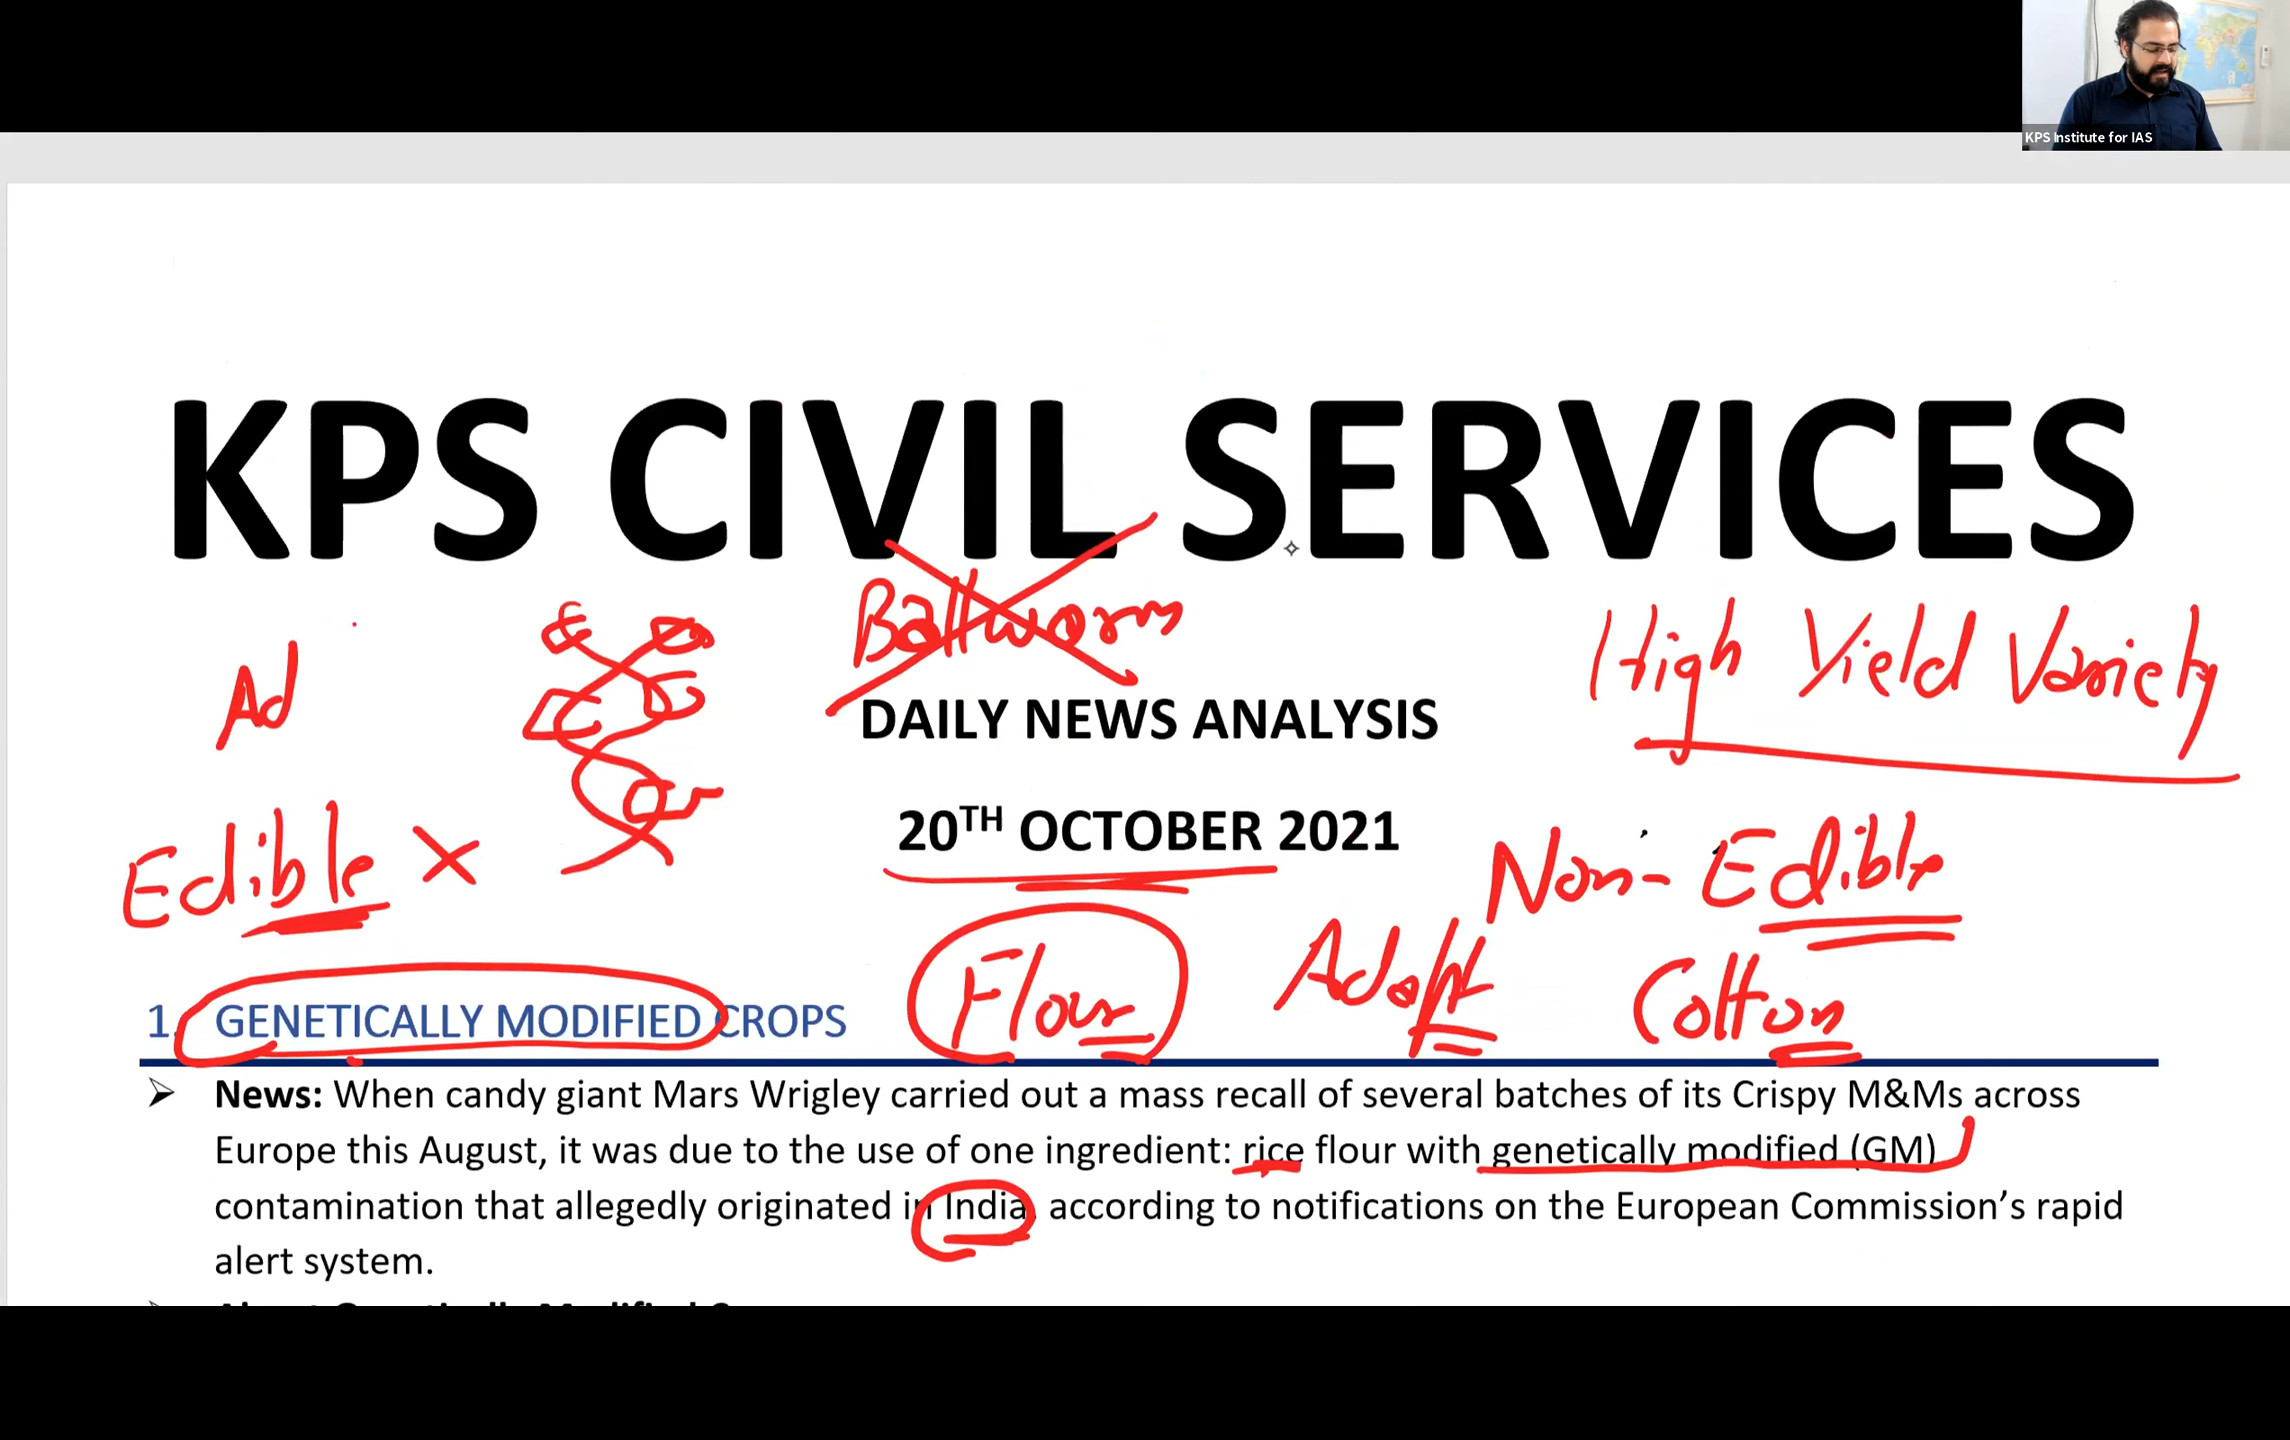 KPS Institute for IAS
KPS CIVIL SERVICES
Ballworm
High Yield Variety
Ad
DAILY NEWS ANALYSIS
20TH OCTOBER 2021
Edible ×
Non-Edible
Flour
Adopt
Cotton
1. GENETICALLY MODIFIED CROPS
➢ News: When candy giant Mars Wrigley carried out a mass recall of several batches of its Crispy M&Ms across
Europe this August, it was due to the use of one ingredient: rice flour with genetically modified (GM)
contamination that allegedly originated in India, according to notifications on the European Commission’s rapid
alert system.